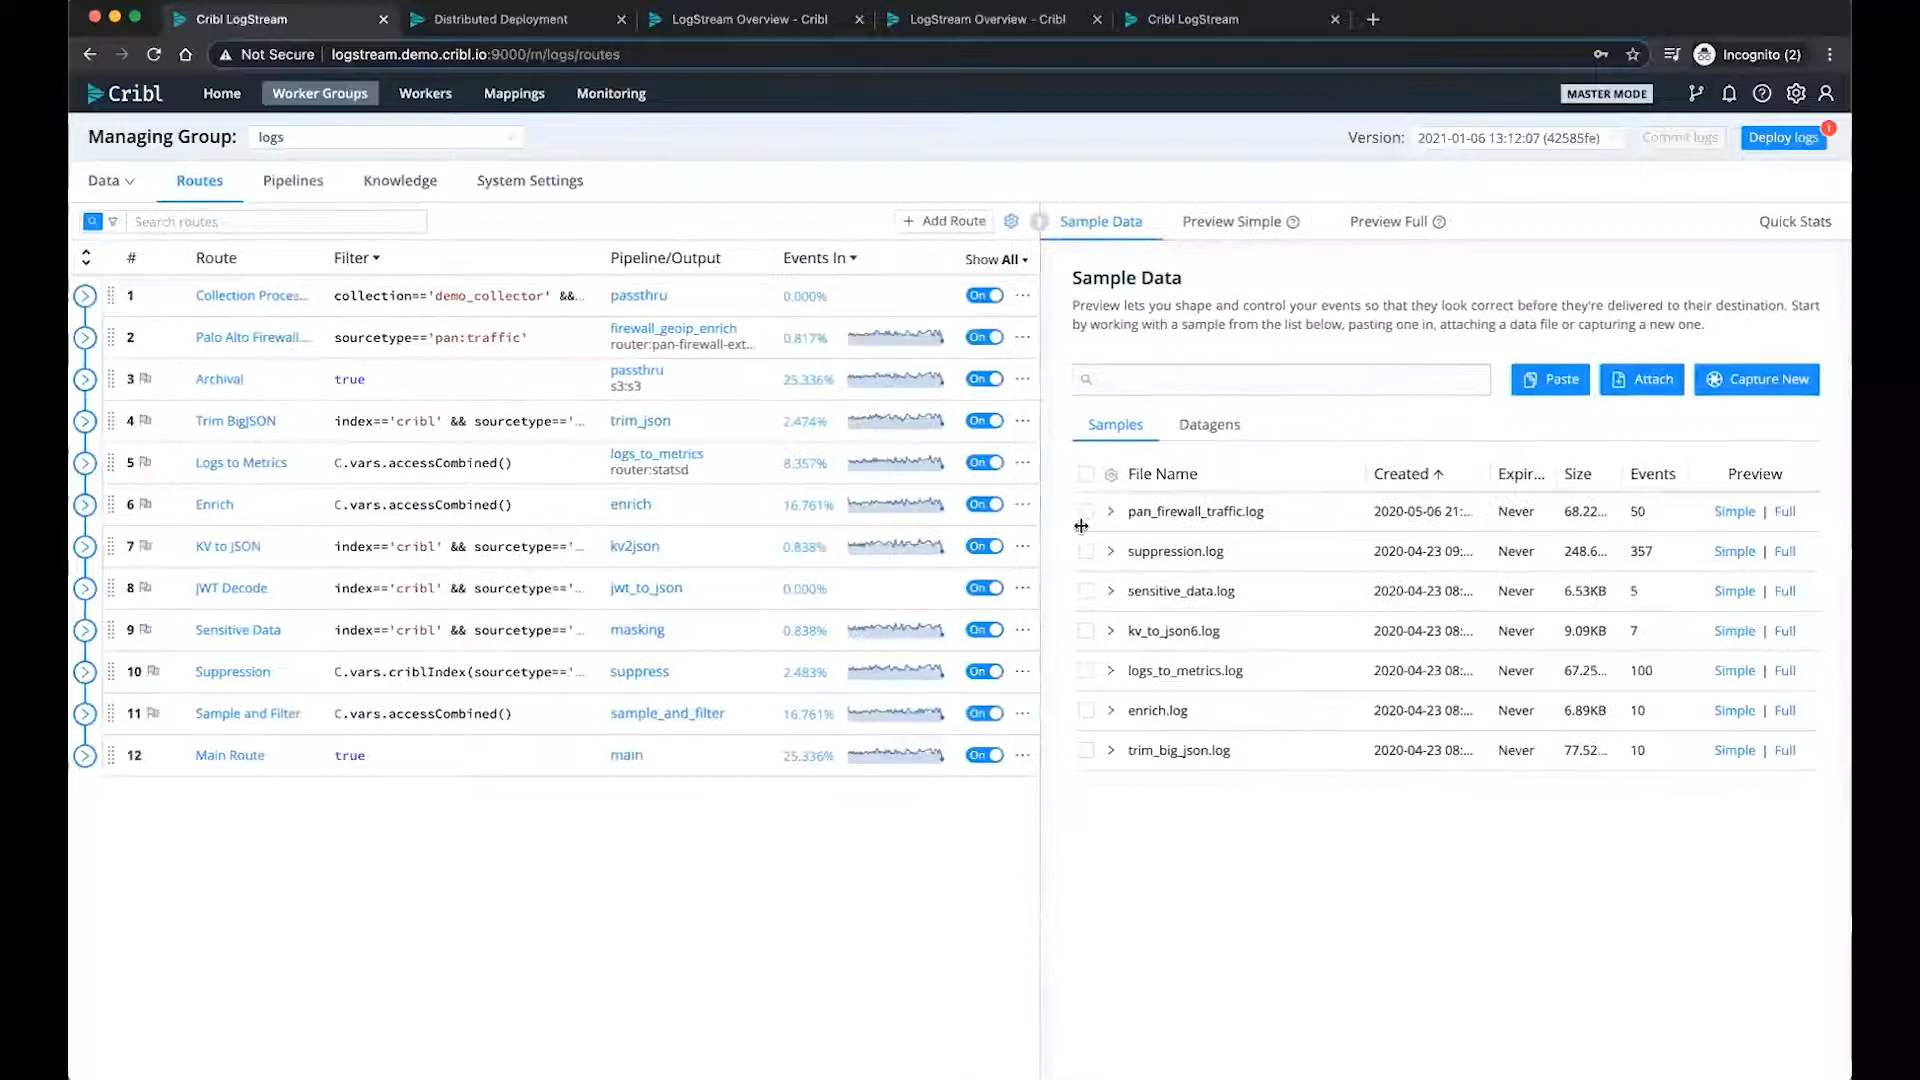 Cribl LogStream
Distributed Deployment
LogStream Overview - Cribl
LogStream Overview - Cribl
Cribl LogStream
Not Secure
logstream.demo.cribl.io:9000/m/logs/routes
Incognito (2)
Cribl
Home
Worker Groups
Workers
Mappings
Monitoring
MASTER MODE
Managing Group:
logs
Version:
2021-01-06 13:12:07 (42585fe)
Commit logs
Deploy logs
1
Data
Routes
Pipelines
Knowledge
System Settings
Search routes
+ Add Route
Sample Data
Preview Simple
Preview Full
Quick Stats
# Route Filter Pipeline/Output Events In Show All
1 Collection Proces... collection=='demo_collector' &&... passthru 0.000% On
2 Palo Alto Firewall... sourcetype=='pan:traffic' firewall_geoip_enrich 0.817% On
router:pan-firewall-ext...
3 Archival true passthru 25.336% On
s3:s3
4 Trim BigJSON index=='cribl' && sourcetype=='... trim_json 2.474% On
5 Logs to Metrics C.vars.accessCombined() logs_to_metrics 8.357% On
router:statsd
6 Enrich C.vars.accessCombined() enrich 16.761% On
7 KV to JSON index=='cribl' && sourcetype=='... kv2json 0.838% On
8 JWT Decode index=='cribl' && sourcetype=='... jwt_to_json 0.000% On
9 Sensitive Data index=='cribl' && sourcetype=='... masking 0.838% On
10 Suppression C.vars.criblIndex(sourcetype=='... suppress 2.483% On
11 Sample and Filter C.vars.accessCombined() sample_and_filter 16.761% On
12 Main Route true main 25.336% On
Sample Data
Preview lets you shape and control your events so that they look correct before they're delivered to their destination. Start
by working with a sample from the list below, pasting one in, attaching a data file or capturing a new one.
Paste
Attach
Capture New
Samples
Datagens
File Name Created Expir... Size Events Preview
pan_firewall_traffic.log 2020-05-06 21:... Never 68.22... 50 Simple | Full
suppression.log 2020-04-23 09:... Never 248.6... 357 Simple | Full
sensitive_data.log 2020-04-23 08:... Never 6.53KB 5 Simple | Full
kv_to_json6.log 2020-04-23 08:... Never 9.09KB 7 Simple | Full
logs_to_metrics.log 2020-04-23 08:... Never 67.25... 100 Simple | Full
enrich.log 2020-04-23 08:... Never 6.89KB 10 Simple | Full
trim_big_json.log 2020-04-23 08:... Never 77.52... 10 Simple | Full